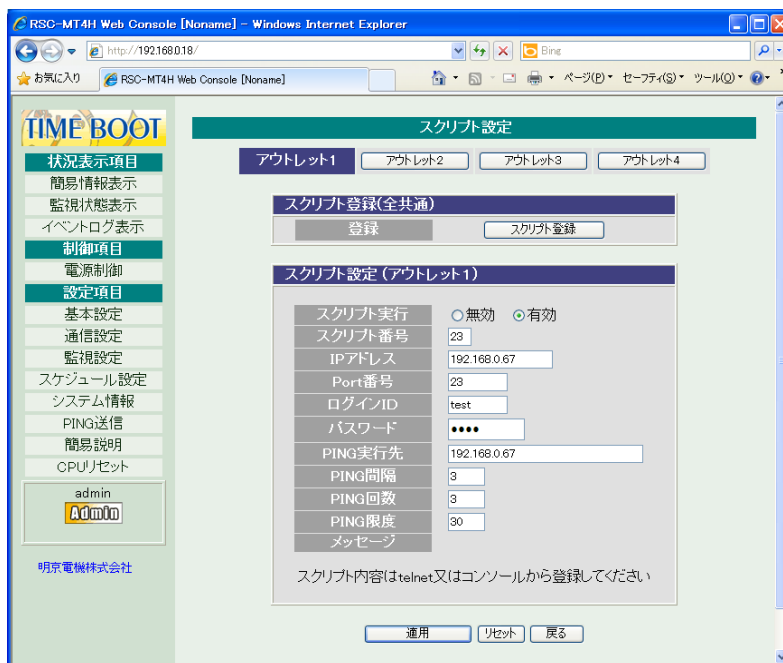 RSC-MT4H Web Console [Noname] - Windows Internet Explorer
http://192.168.0.18/
Bing
お気に入り
RSC-MT4H Web Console [Noname]
ページ(P)
セーフティ(S)
ツール(O)
TIME BOOT
状況表示項目
簡易情報表示
監視状態表示
イベントログ表示
制御項目
電源制御
設定項目
基本設定
通信設定
監視設定
スケジュール設定
システム情報
PING送信
簡易説明
CPUリセット
admin
Admin
明京電機株式会社
スクリプト設定
アウトレット1 アウトレット2 アウトレット3 アウトレット4
スクリプト登録(全共通)
登録 スクリプト登録
スクリプト設定 (アウトレット1)
スクリプト実行 無効 有効
スクリプト番号 23
IPアドレス 192.168.0.67
Port番号 23
ログインID test
パスワード ●●●●
PING実行先 192.168.0.67
PING間隔 3
PING回数 3
PING限度 30
メッセージ
スクリプト内容はtelnet又はコンソールから登録してください
適用 リセット 戻る